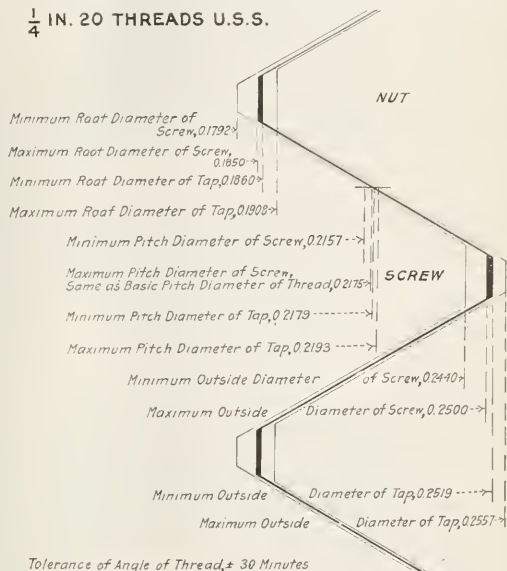 1/4 IN. 20 THREADS U.S.S.
NUT
Minimum Root Diameter of
Screw, 0.1792
Maximum Root Diameter of Screw,
0.1850
Minimum Root Diameter of Tap, 0.1860
Maximum Root Diameter of Tap, 0.1908
Minimum Pitch Diameter of Screw, 0.2157
Maximum Pitch Diameter of Screw,
Same as Basic Pitch Diameter of Thread, 0.2175
SCREW
Minimum Pitch Diameter of Tap, 0.2179
Maximum Pitch Diameter of Tap, 0.2193
Minimum Outside Diameter of Screw, 0.2440
Maximum Outside Diameter of Screw, 0.2500
Minimum Outside Diameter of Tap, 0.2519
Maximum Outside Diameter of Tap, 0.2557
Tolerance of Angle of Thread, ± 30 Minutes